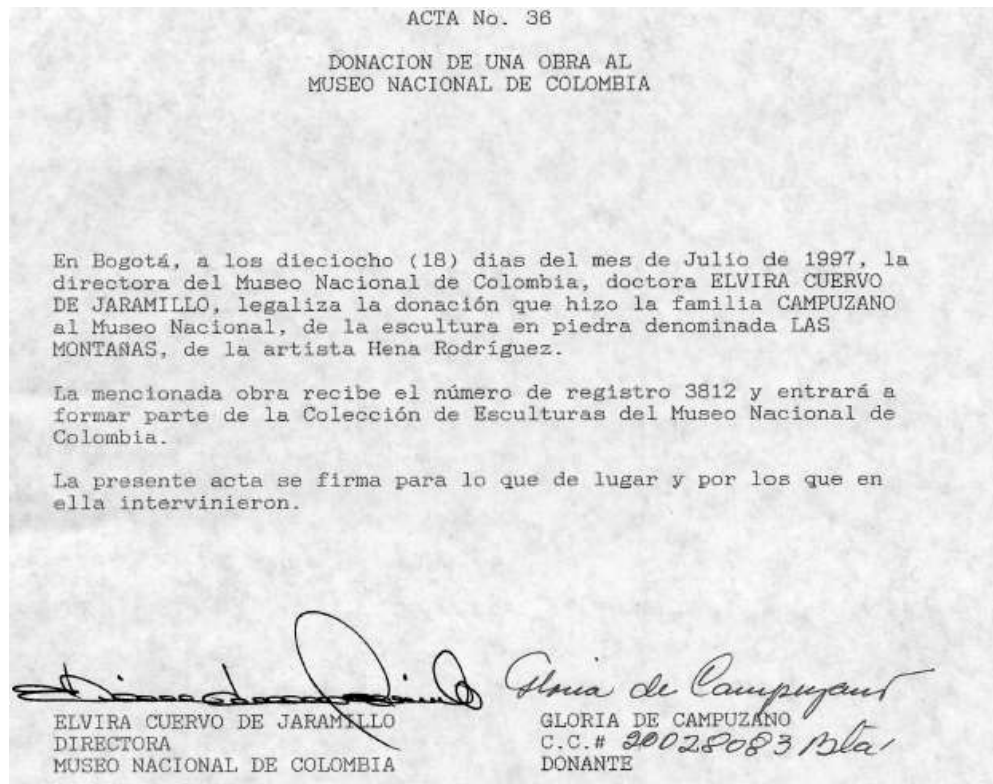 ACTA No. 36
DONACION DE UNA OBRA AL
MUSEO NACIONAL DE COLOMBIA
En Bogotá, a los dieciocho (18) dias del mes de Julio de 1997, la
directora del Museo Nacional de Colombia, doctora ELVIRA CUERVO
DE JARAMILLO, legaliza la donación que hizo la familia CAMPUZANO
al Museo Nacional, de la escultura en piedra denominada LAS
MONTAÑAS, de la artista Hena Rodríguez.
La mencionada obra recibe el número de registro 3812 y entrará a
formar parte de la Colección de Esculturas del Museo Nacional de
Colombia.
La presente acta se firma para lo que de lugar y por los que en
ella intervinieron.
Gloria de Campuzano
ELVIRA CUERVO DE JARAMILLO
DIRECTORA
MUSEO NACIONAL DE COLOMBIA
GLORIA DE CAMPUZANO
C.C.# 20028083 Bta
DONANTE